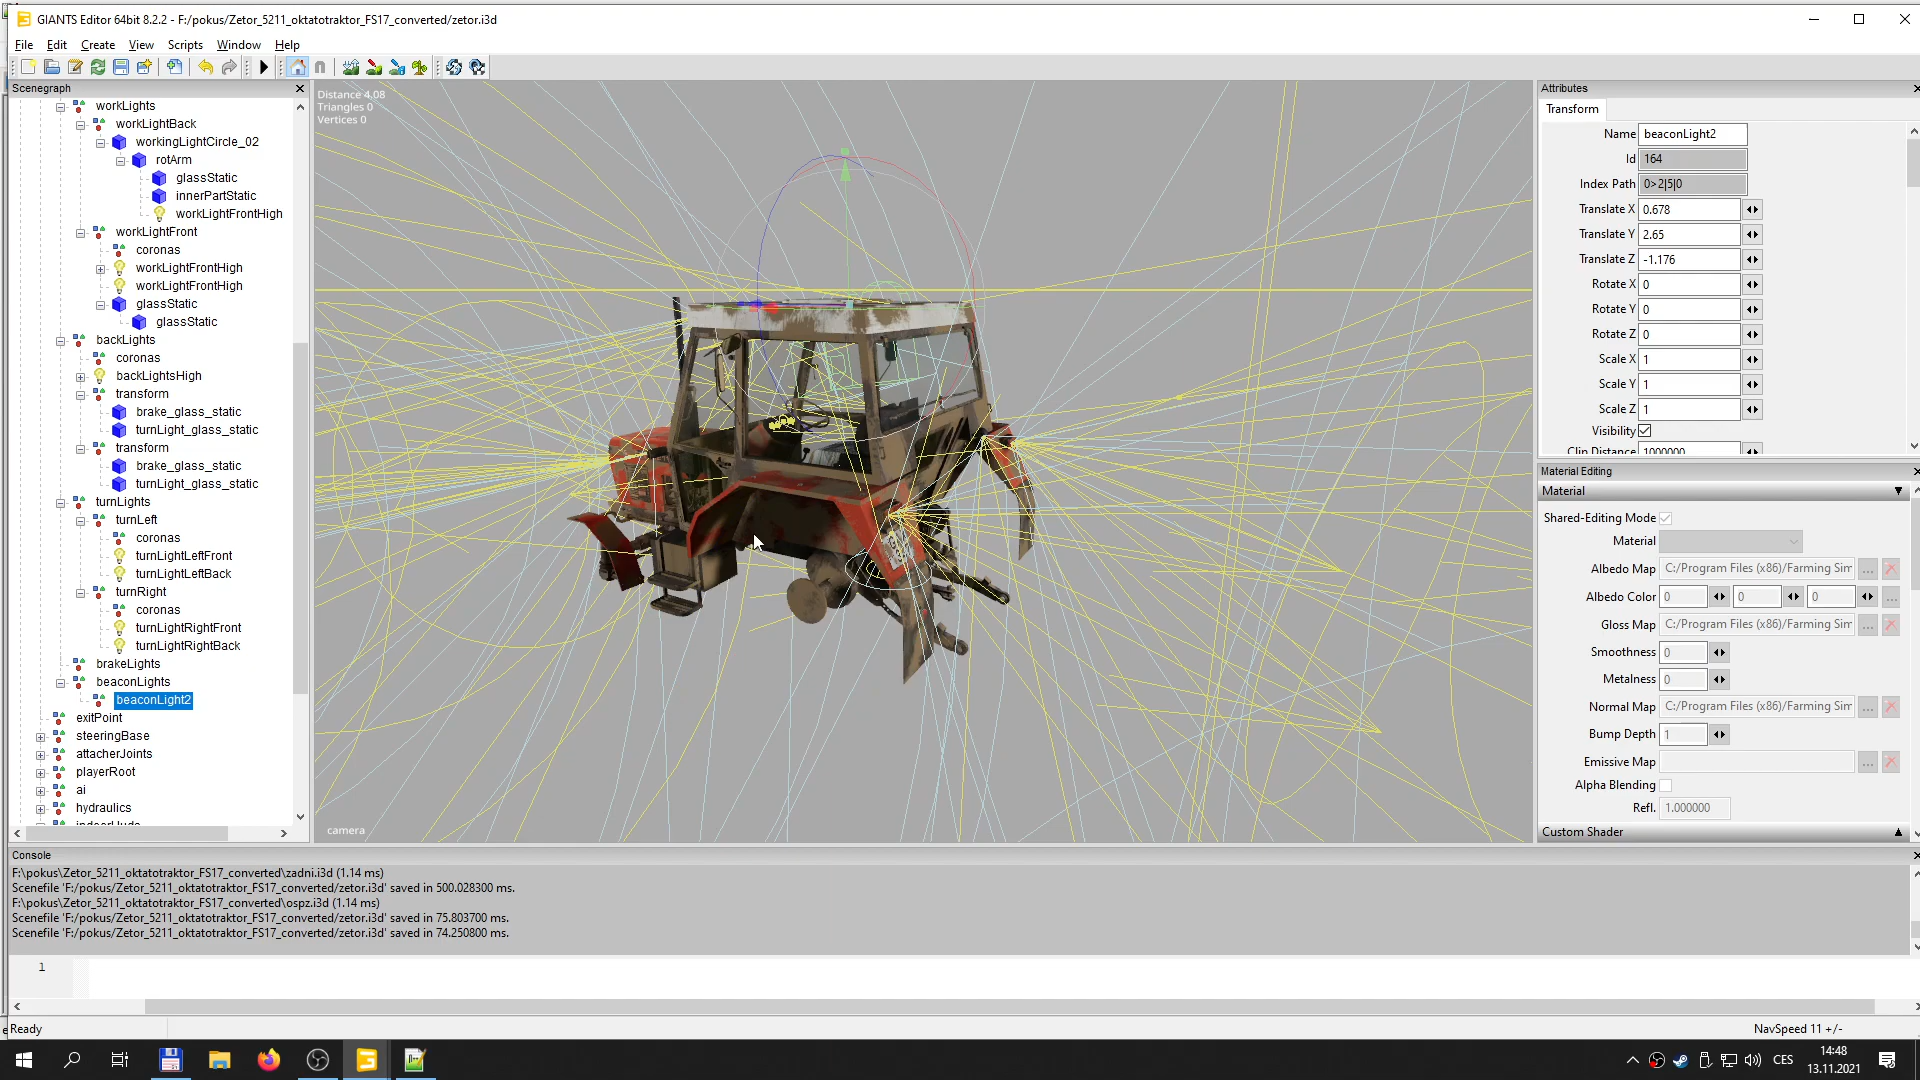 GIANTS Editor 64bit 8.2.2 - F:/pokus/Zetor_5211_oktatotraktor_FS17_converted/zetor.i3d
File Edit Create View Scripts Window Help
Scenegraph
workLights
workLightBack
workingLightCircle_02
rotArm
glassStatic
innerPartStatic
workLightFrontHigh
workLightFront
coronas
workLightFrontHigh
workLightFrontHigh
glassStatic
glassStatic
backLights
coronas
backLightsHigh
transform
brake_glass_static
turnLight_glass_static
transform
brake_glass_static
turnLight_glass_static
turnLights
turnLeft
coronas
turnLightLeftFront
turnLightLeftBack
turnRight
coronas
turnLightRightFront
turnLightRightBack
brakeLights
beaconLights
beaconLight2
exitPoint
steeringBase
attacherJoints
playerRoot
ai
hydraulics
Distance 4.08
Triangles 0
Vertices 0
camera
Attributes
Transform
Name beaconLight2
Id 164
Index Path 0>2|5|0
Translate X 0.678
Translate Y 2.65
Translate Z -1.176
Rotate X 0
Rotate Y 0
Rotate Z 0
Scale X 1
Scale Y 1
Scale Z 1
Visibility
Clip Distance 1000000
Material Editing
Material
Shared-Editing Mode
Material
Albedo Map C:/Program Files (x86)/Farming Sim ...
Albedo Color 0 0 0 ...
Gloss Map C:/Program Files (x86)/Farming Sim ...
Smoothness 0
Metalness 0
Normal Map C:/Program Files (x86)/Farming Sim ...
Bump Depth 1
Emissive Map ...
Alpha Blending
Refl. 1.000000
Custom Shader
Console
F:\pokus\Zetor_5211_oktatotraktor_FS17_converted\zadni.i3d (1.14 ms)
Scenefile 'F:/pokus/Zetor_5211_oktatotraktor_FS17_converted/zetor.i3d' saved in 500.028300 ms.
F:\pokus\Zetor_5211_oktatotraktor_FS17_converted\ospz.i3d (1.14 ms)
Scenefile 'F:/pokus/Zetor_5211_oktatotraktor_FS17_converted/zetor.i3d' saved in 75.803700 ms.
Scenefile 'F:/pokus/Zetor_5211_oktatotraktor_FS17_converted/zetor.i3d' saved in 74.250800 ms.
1
Ready
NavSpeed 11 +/-
CES
14:48
13.11.2021